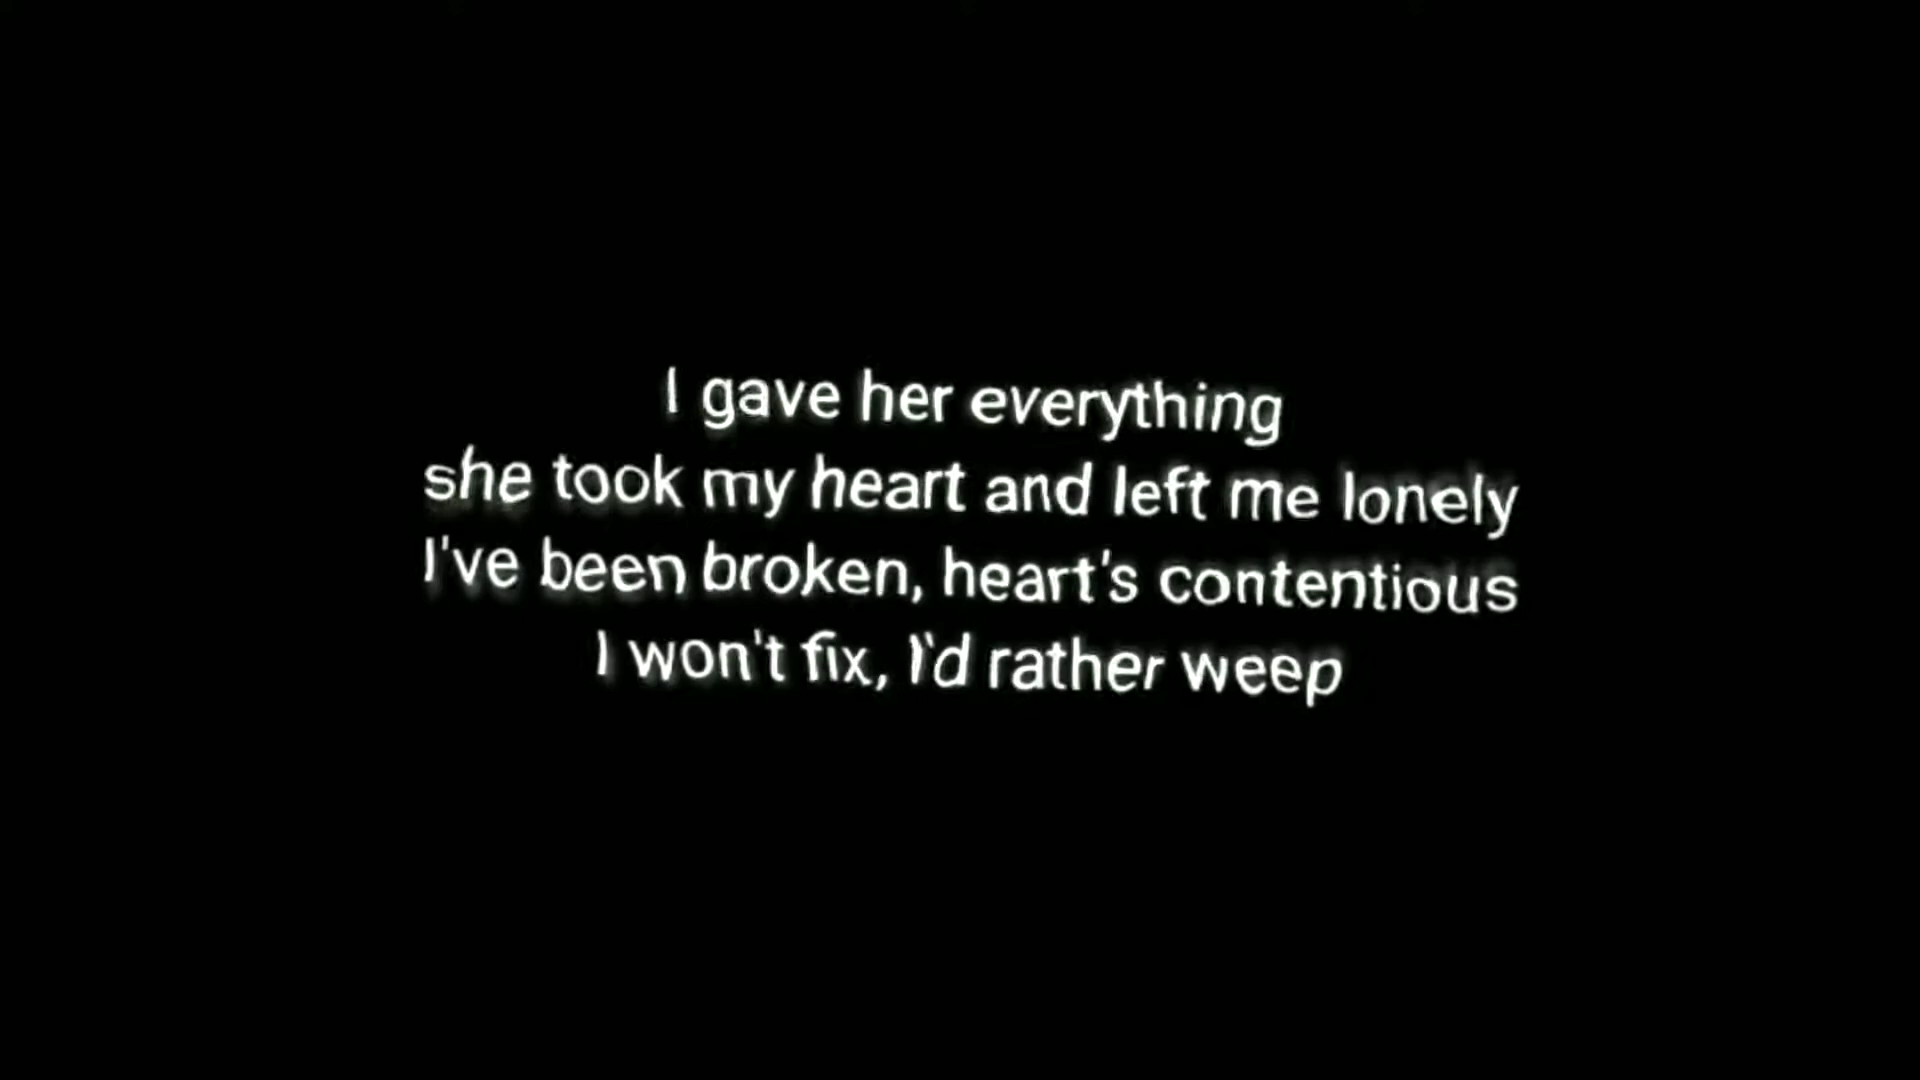 I gave her everything
she took my heart and left me lonely
I've been broken, heart's contentious
I won't fix, I'd rather weep